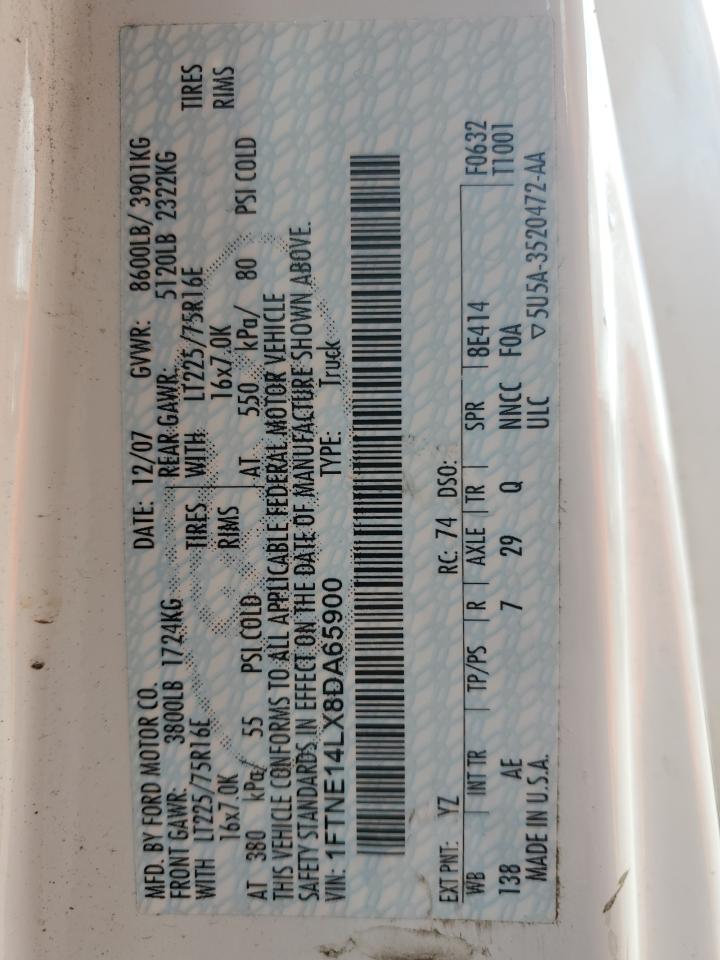 MFD. BY FORD MOTOR CO. DATE: 12/07 GVWR: 8600LB/ 3901KG
FRONT GAWR: 3800LB 1724KG REAR GAWR: 5120LB 2322KG
WITH LT225/75R16E TIRES WITH LT225/75R16E TIRES
16x7.0K RIMS 16x7.0K RIMS
AT 380 kPa/ 55 PSI COLD AT 550 kPa/ 80 PSI COLD
THIS VEHICLE CONFORMS TO ALL APPLICABLE FEDERAL MOTOR VEHICLE
SAFETY STANDARDS IN EFFECT ON THE DATE OF MANUFACTURE SHOWN ABOVE.
VIN: 1FTNE14LX8DA65900 TYPE: Truck
EXT PNT: YZ RC: 74 DSO:
WB INT TR TP/PS R AXLE TR SPR 8E414 F0632
138 AE 7 29 Q NNCC F0A T1001
MADE IN U.S.A. ULC ▽5U5A-3520472-AA